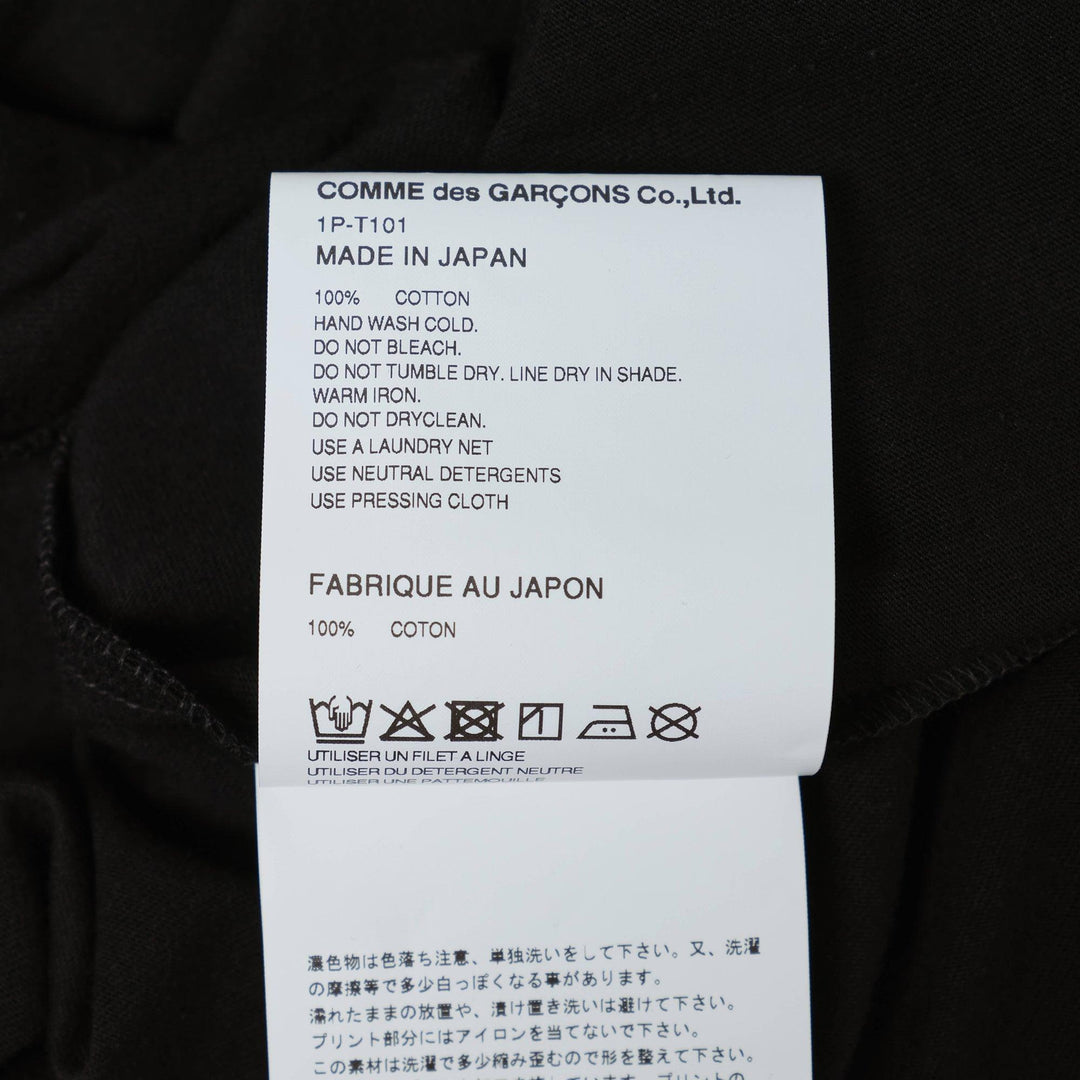 COMME des GARÇONS Co.,Ltd.
1P-T101
MADE IN JAPAN
100% COTTON
HAND WASH COLD.
DO NOT BLEACH.
DO NOT TUMBLE DRY. LINE DRY IN SHADE.
WARM IRON.
DO NOT DRYCLEAN.
USE A LAUNDRY NET
USE NEUTRAL DETERGENTS
USE PRESSING CLOTH
FABRIQUE AU JAPON
100% COTON
UTILISER UN FILET A LINGE
UTILISER DU DETERGENT NEUTRE
UTILISER UNE PATTEMOUILLE
濃色物は色落ち注意、単独洗いをして下さい。又、洗濯
の摩擦等で多少白っぽくなる事があります。
濡れたままの放置や、漬け置き洗いは避けて下さい。
プリント部分にはアイロンを当てないで下さい。
この素材は洗濯で多少縮み歪むので形を整えて下さい。